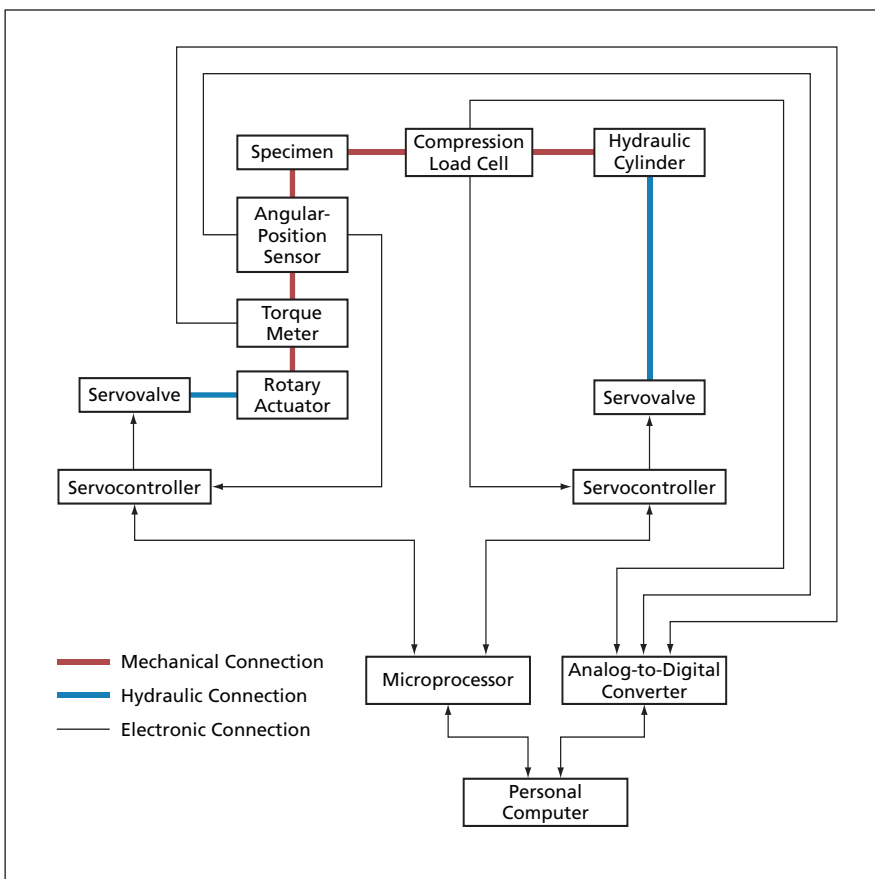 Specimen
Compression
Load Cell
Hydraulic
Cylinder
Angular-
Position
Sensor
Torque
Meter
Rotary
Actuator
Servovalve
Servovalve
Servocontroller
Servocontroller
Mechanical Connection
Hydraulic Connection
Electronic Connection
Microprocessor
Analog-to-Digital
Converter
Personal
Computer